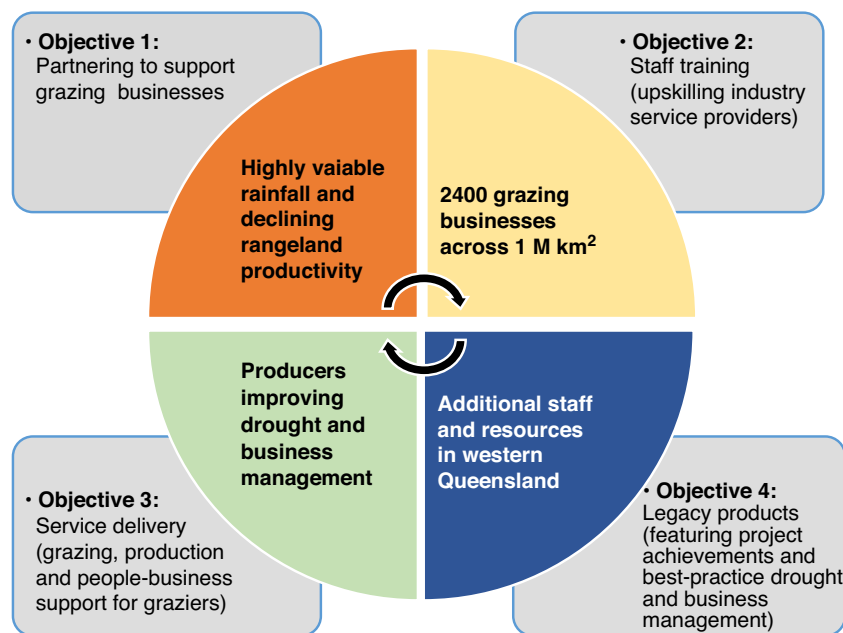 • Objective 1:
Partnering to support
grazing businesses
• Objective 2:
Staff training
(upskilling industry
service providers)
Highly vaiable
rainfall and
declining
rangeland
productivity
2400 grazing
businesses
across 1 M km²
Producers
improving
drought and
business
management
Additional staff
and resources
in western
Queensland
• Objective 3:
Service delivery
(grazing, production
and people-business
support for graziers)
• Objective 4:
Legacy products
(featuring project
achievements and
best-practice drought
and business
management)